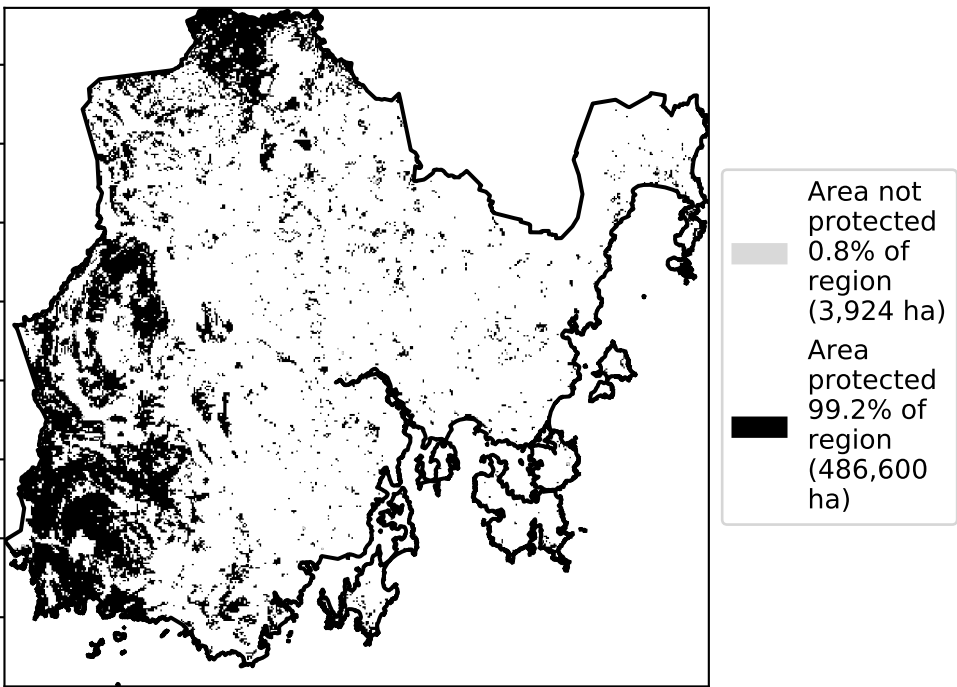 Area not
protected
0.8% of
region
(3,924 ha)
Area
protected
99.2% of
region
(486,600
ha)